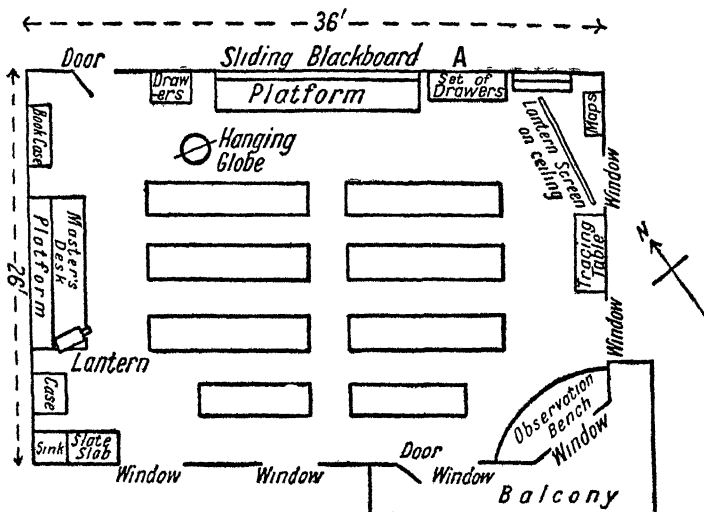 36'
Door
Sliding Blackboard
A
Draw
ers
Platform
Set of
Drawers
Maps
Book Case
Hanging
Globe
Lantern Screen
on ceiling
Window
26'
Platform
Master's
Desk
Tracing
Table
N
Window
Lantern
Case
Observation
Bench
Window
Sink
Slate
Slab
Window
Window
Door
Window
Balcony